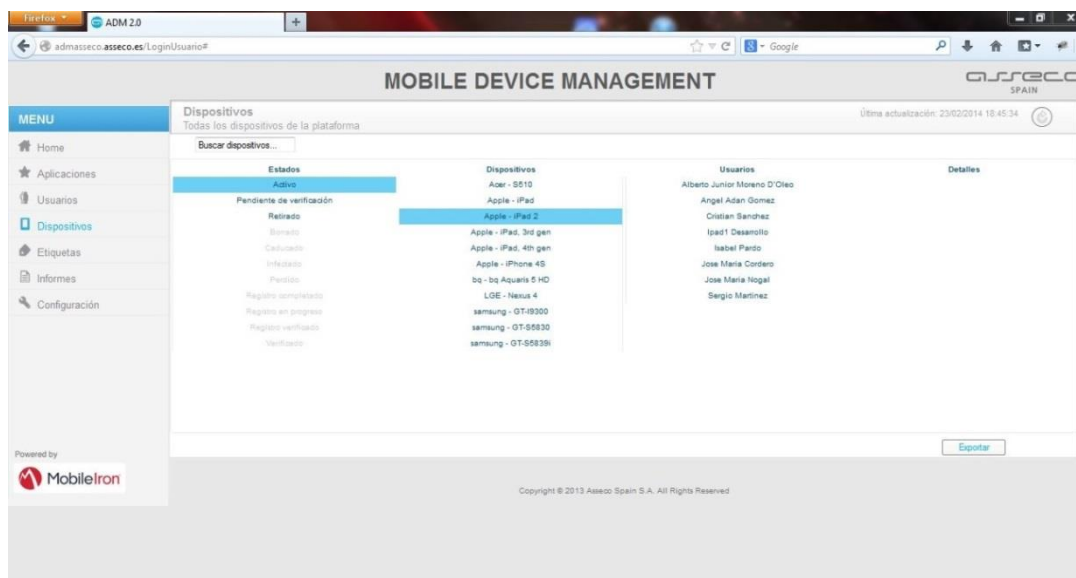 Firefox
ADM 2.0
admasseco.asseco.es/LoginUsuario#
Google
MOBILE DEVICE MANAGEMENT
asseco
SPAIN
MENU
Home
Aplicaciones
Usuarios
Dispositivos
Etiquetas
Informes
Configuración
Powered by
MobileIron
Dispositivos
Todas los dispositivos de la plataforma
Última actualización: 23/02/2014 18:45:34
Buscar dispositivos...
Estados
Activo
Pendiente de verificación
Retirado
Borrado
Caducado
Infectado
Perdido
Registro completado
Registro en progreso
Registro verificado
Verificado
Dispositivos
Acer - S510
Apple - iPad
Apple - iPad 2
Apple - iPad, 3rd gen
Apple - iPad, 4th gen
Apple - iPhone 4S
bq - bq Aquaris 5 HD
LGE - Nexus 4
samsung - GT-I9300
samsung - GT-S5830
samsung - GT-S5839i
Usuarios
Alberto Junior Moreno D'Oleo
Angel Adan Gomez
Cristian Sanchez
Ipad1 Desarrollo
Isabel Pardo
Jose Maria Cordero
Jose Maria Nogal
Sergio Martinez
Detalles
Exportar
Copyright © 2013 Asseco Spain S.A. All Rights Reserved